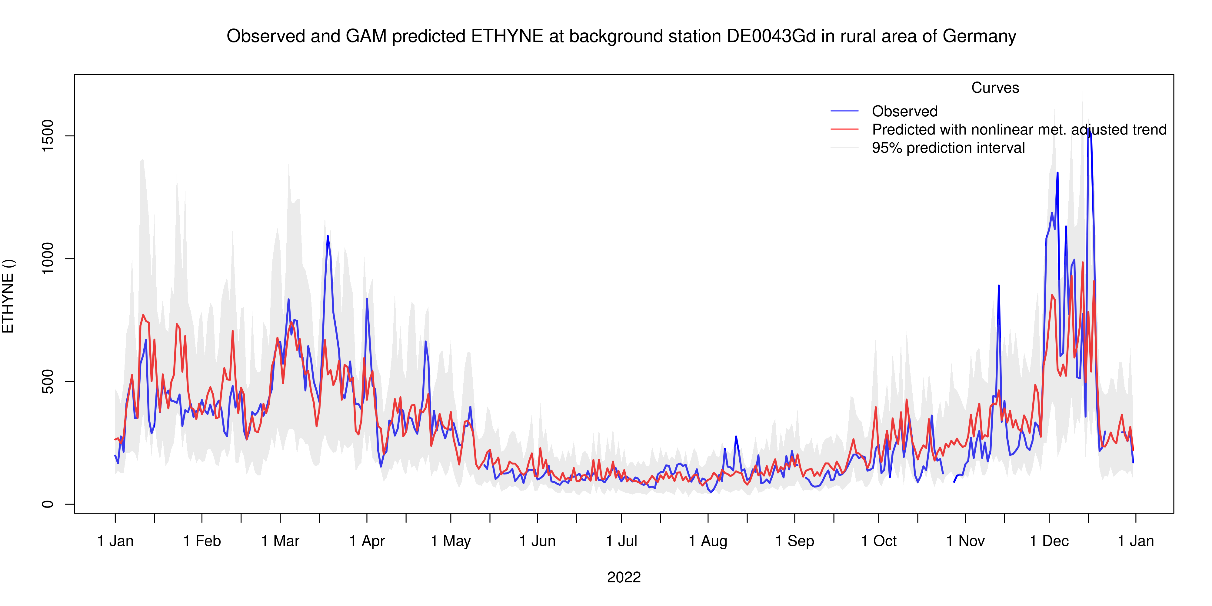 Observed and GAM predicted ETHYNE at background station DE0043Gd in rural area of Germany
Curves
Observed
Predicted with nonlinear met. adjusted trend
95% prediction interval
ETHYNE ()
1500
1000
500
0
1 Jan 1 Feb 1 Mar 1 Apr 1 May 1 Jun 1 Jul 1 Aug 1 Sep 1 Oct 1 Nov 1 Dec 1 Jan
2022